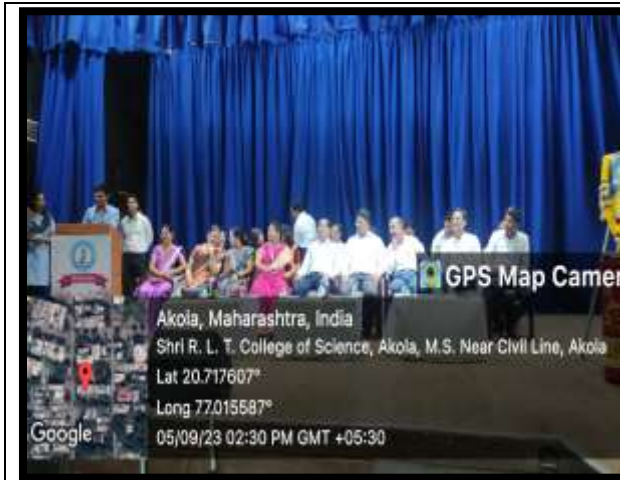 GPS Map Camer
Akola, Maharashtra, India
Shri R. L. T. College of Science, Akola, M.S. Near Civil Line, Akola
Lat 20.717607°
Long 77.015587°
05/09/23 02:30 PM GMT +05:30
Google